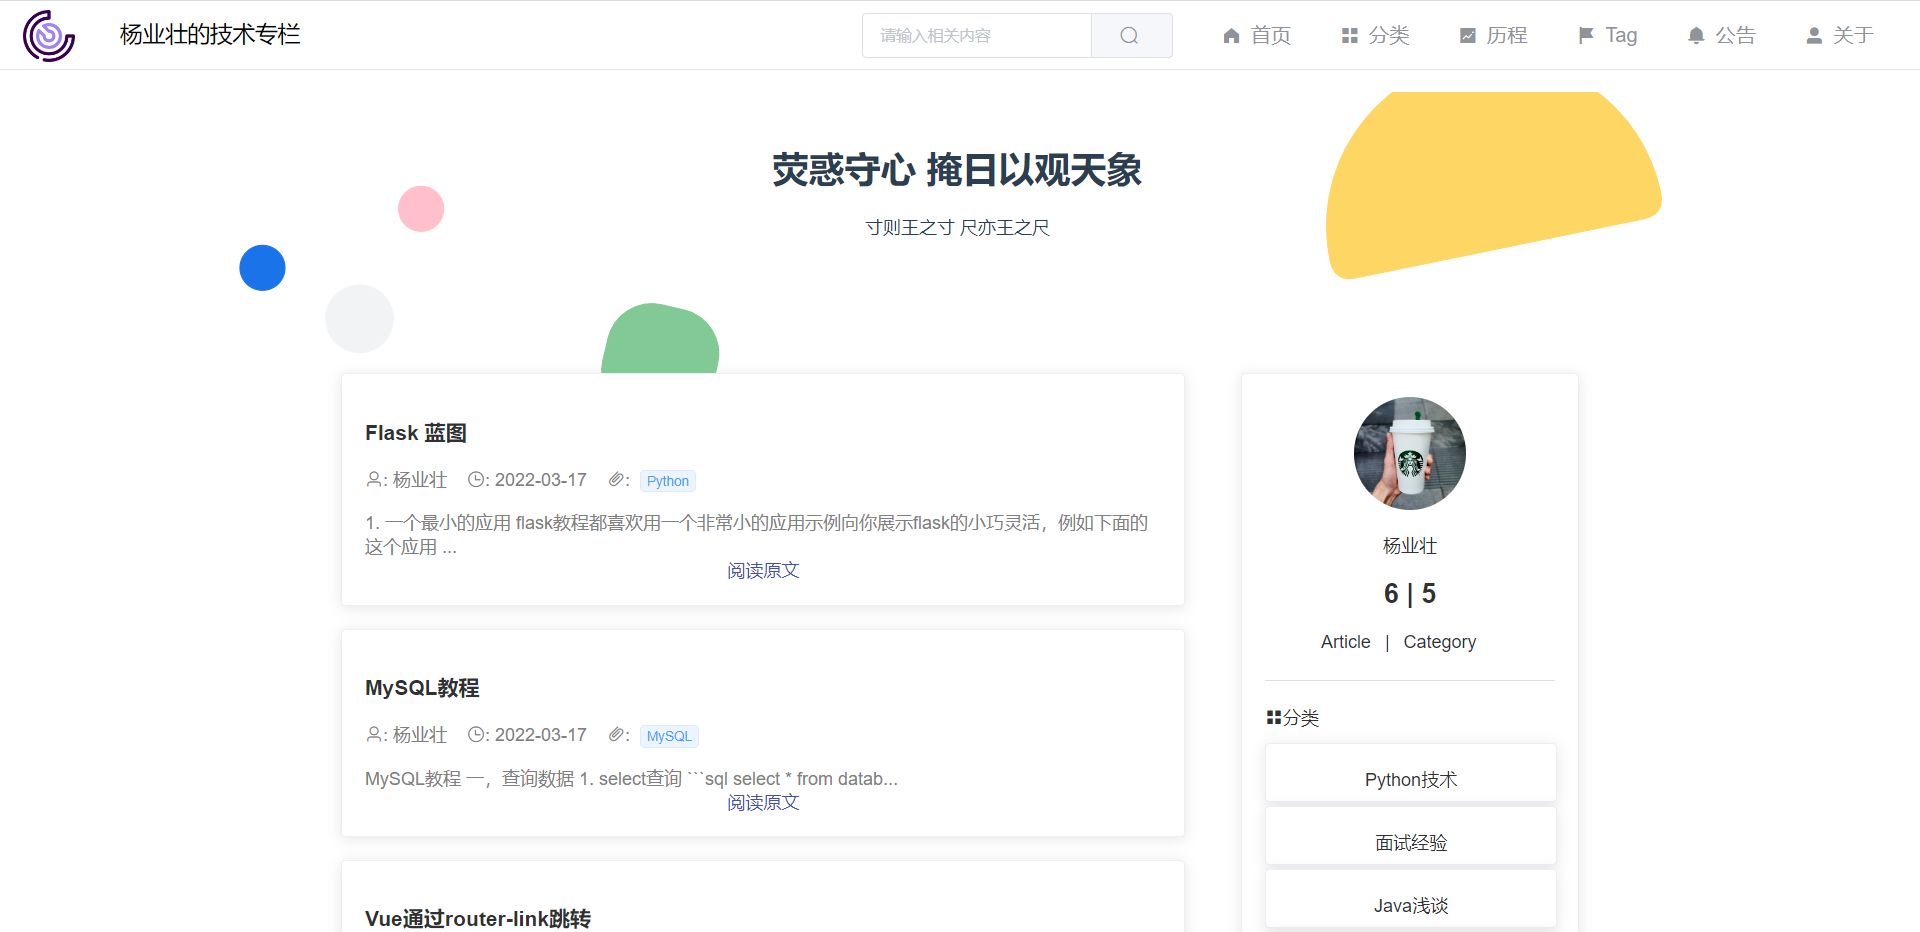 杨业壮的技术专栏
请输入相关内容
首页
分类
历程
Tag
公告
关于
荧惑守心 掩日以观天象
寸则王之寸 尺亦王之尺
Flask 蓝图
: 杨业壮 : 2022-03-17 : Python
1. 一个最小的应用 flask教程都喜欢用一个非常小的应用示例向你展示flask的小巧灵活，例如下面的
这个应用 ...
阅读原文
MySQL教程
: 杨业壮 : 2022-03-17 : MySQL
MySQL教程 一，查询数据 1. select查询 ```sql select * from datab...
阅读原文
Vue通过router-link跳转
杨业壮
6 | 5
Article | Category
分类
Python技术
面试经验
Java浅谈